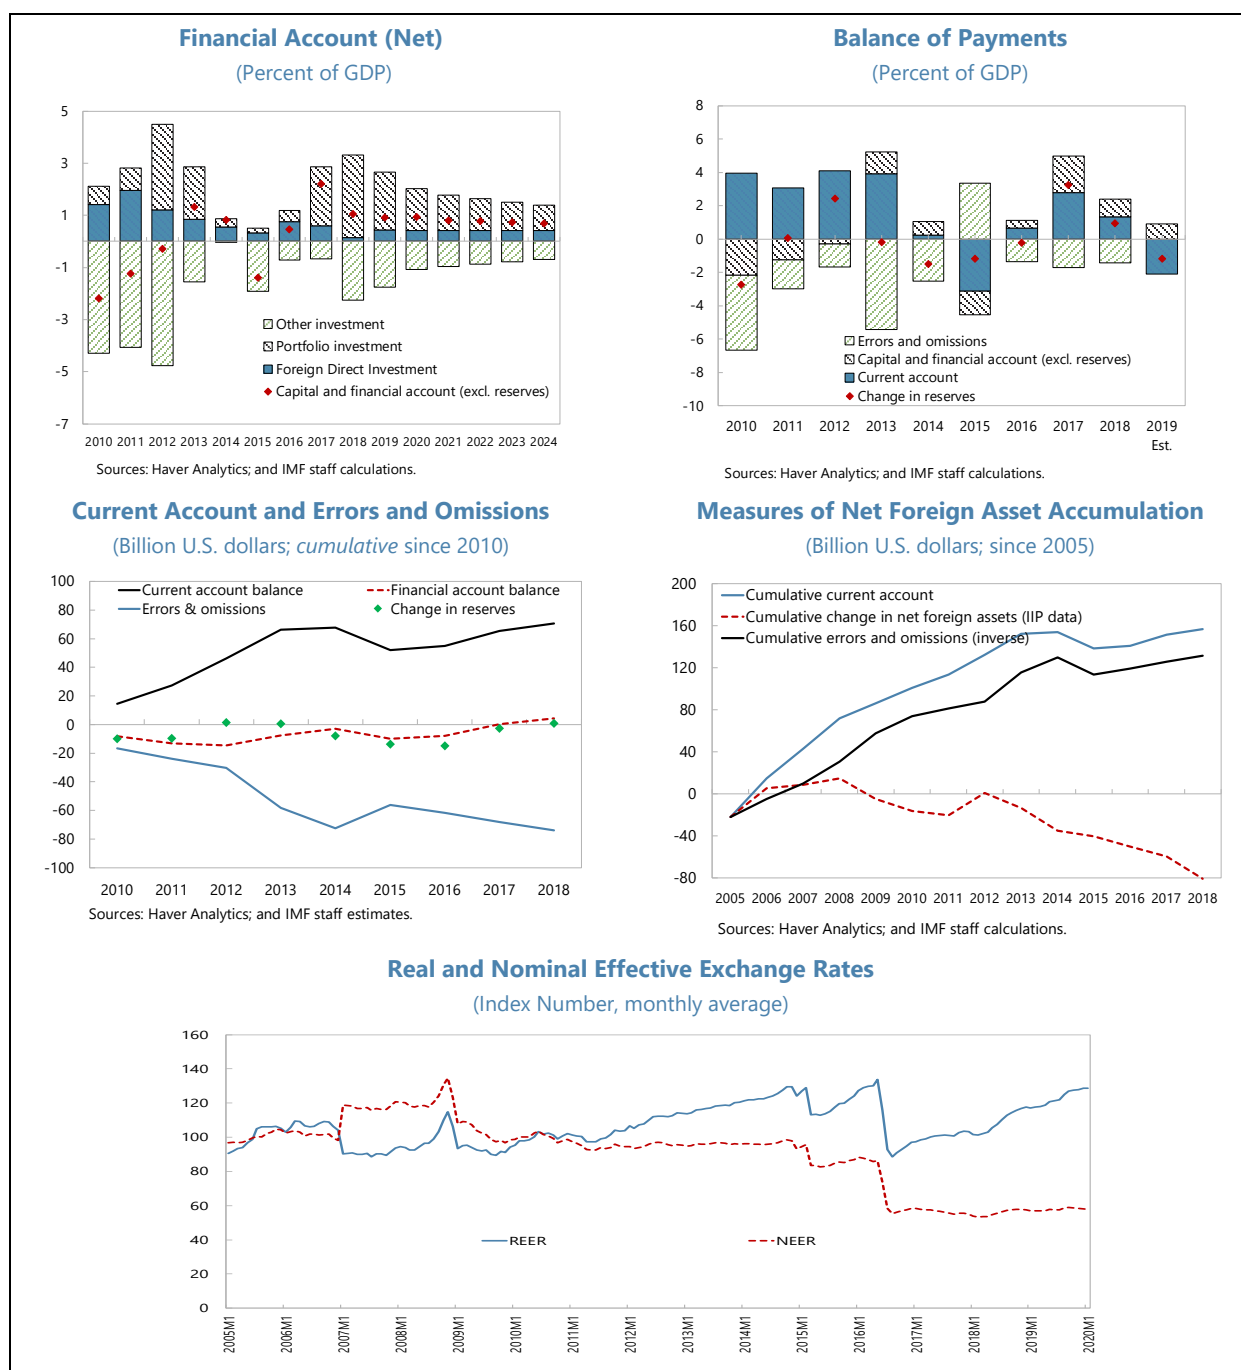 Financial Account (Net)
(Percent of GDP)
5
3
1
-1
-3
-5
-7
Other investment
Portfolio investment
Foreign Direct Investment
Capital and financial account (excl. reserves)
2010 2011 2012 2013 2014 2015 2016 2017 2018 2019 2020 2021 2022 2023 2024
Sources: Haver Analytics; and IMF staff calculations.
Balance of Payments
(Percent of GDP)
8
6
4
2
0
-2
-4
-6
-8
-10
Errors and omissions
Capital and financial account (excl. reserves)
Current account
Change in reserves
2010 2011 2012 2013 2014 2015 2016 2017 2018 2019
Est.
Sources: Haver Analytics; and IMF staff calculations.
Current Account and Errors and Omissions
(Billion U.S. dollars; cumulative since 2010)
100
80
60
40
20
0
-20
-40
-60
-80
-100
Current account balance
Financial account balance
Errors & omissions
Change in reserves
2010 2011 2012 2013 2014 2015 2016 2017 2018
Sources: Haver Analytics; and IMF staff estimates.
Measures of Net Foreign Asset Accumulation
(Billion U.S. dollars; since 2005)
200
160
120
80
40
0
-40
-80
Cumulative current account
Cumulative change in net foreign assets (IIP data)
Cumulative errors and omissions (inverse)
2005 2006 2007 2008 2009 2010 2011 2012 2013 2014 2015 2016 2017 2018
Sources: Haver Analytics; and IMF staff calculations.
Real and Nominal Effective Exchange Rates
(Index Number, monthly average)
160
140
120
100
80
60
40
20
0
REER
NEER
2005M1
2006M1
2007M1
2008M1
2009M1
2010M1
2011M1
2012M1
2013M1
2014M1
2015M1
2016M1
2017M1
2018M1
2019M1
2020M1